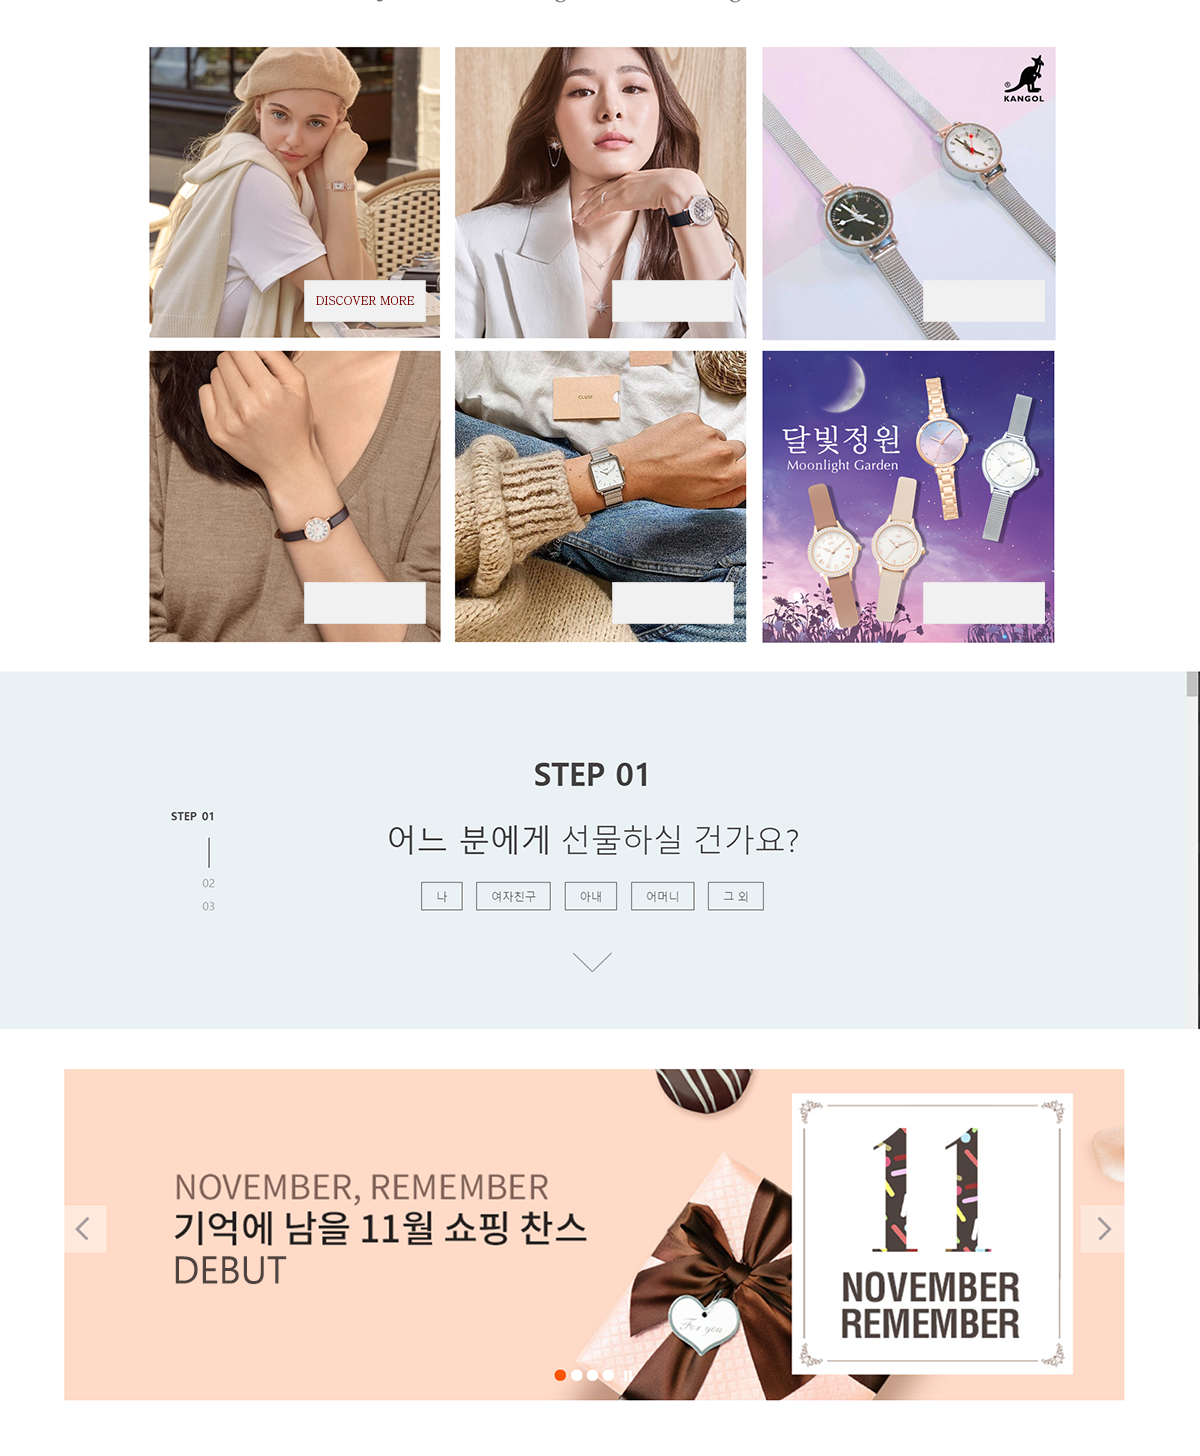 KANGOL
DISCOVER MORE
CLUSE
달빛정원
Moonlight Garden
STEP 01
STEP 01
어느 분에게 선물하실 건가요?
02
03
나
여자친구
아내
어머니
그 외
NOVEMBER, REMEMBER
기억에 남을 11월 쇼핑 찬스
DEBUT
11
NOVEMBER
REMEMBER
For you